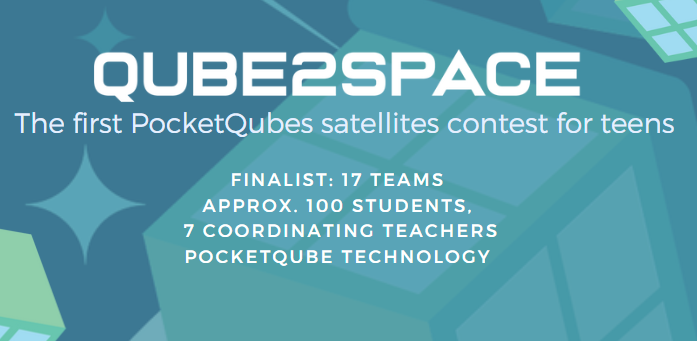 QUBE2SPACE
The first PocketQubes satellites contest for teens
FINALIST: 17 TEAMS
APPROX. 100 STUDENTS,
7 COORDINATING TEACHERS
POCKETQUBE TECHNOLOGY